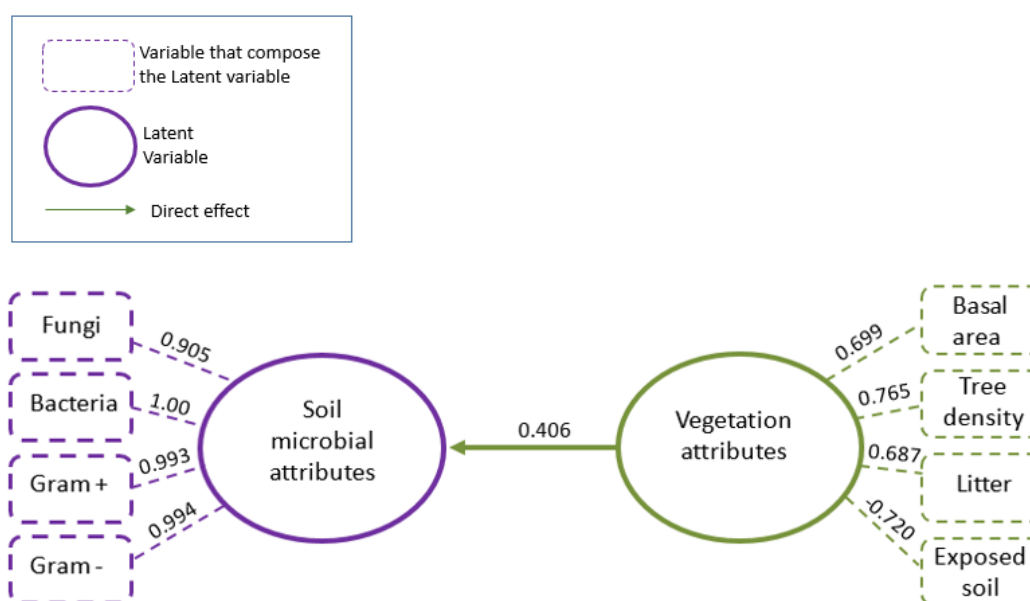 Variable that compose
the Latent variable
Latent
Variable
Direct effect
Fungi
0.905
Bacteria
1.00
Gram +
0.993
Gram -
0.994
Soil
microbial
attributes
0.406
Vegetation
attributes
0.699
Basal
area
0.765
Tree
density
0.687
Litter
-0.720
Exposed
soil